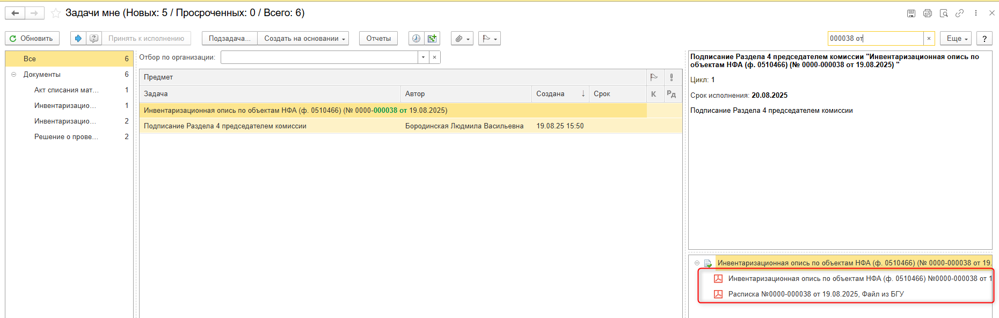 Задачи мне (Новых: 5 / Просроченных: 0 / Всего: 6)
Обновить
Принять к исполнению
Подзадача...
Создать на основании
Отчеты
000038 от
×
Еще
?
Все 6
Документы 6
Акт списания мат... 1
Инвентаризацио... 1
Инвентаризацио... 2
Решение о прове... 2
Отбор по организации:
Предмет
Задача Автор Создана ↓ Срок К Рд
Инвентаризационная опись по объектам НФА (ф. 0510466) (№ 0000-000038 от 19.08.2025)
Подписание Раздела 4 председателем комиссии Бородинская Людмила Васильевна 19.08.25 15:50
Подписание Раздела 4 председателем комиссии "Инвентаризационная опись по
объектам НФА (ф. 0510466) (№ 0000-000038 от 19.08.2025) "
Цикл: 1
Срок исполнения: 20.08.2025
Подписание Раздела 4 председателем комиссии
Инвентаризационная опись по объектам НФА (ф. 0510466) (№ 0000-000038 от 19.
Инвентаризационная опись по объектам НФА (ф. 0510466) №0000-000038 от 1
Расписка №0000-000038 от 19.08.2025, Файл из БГУ